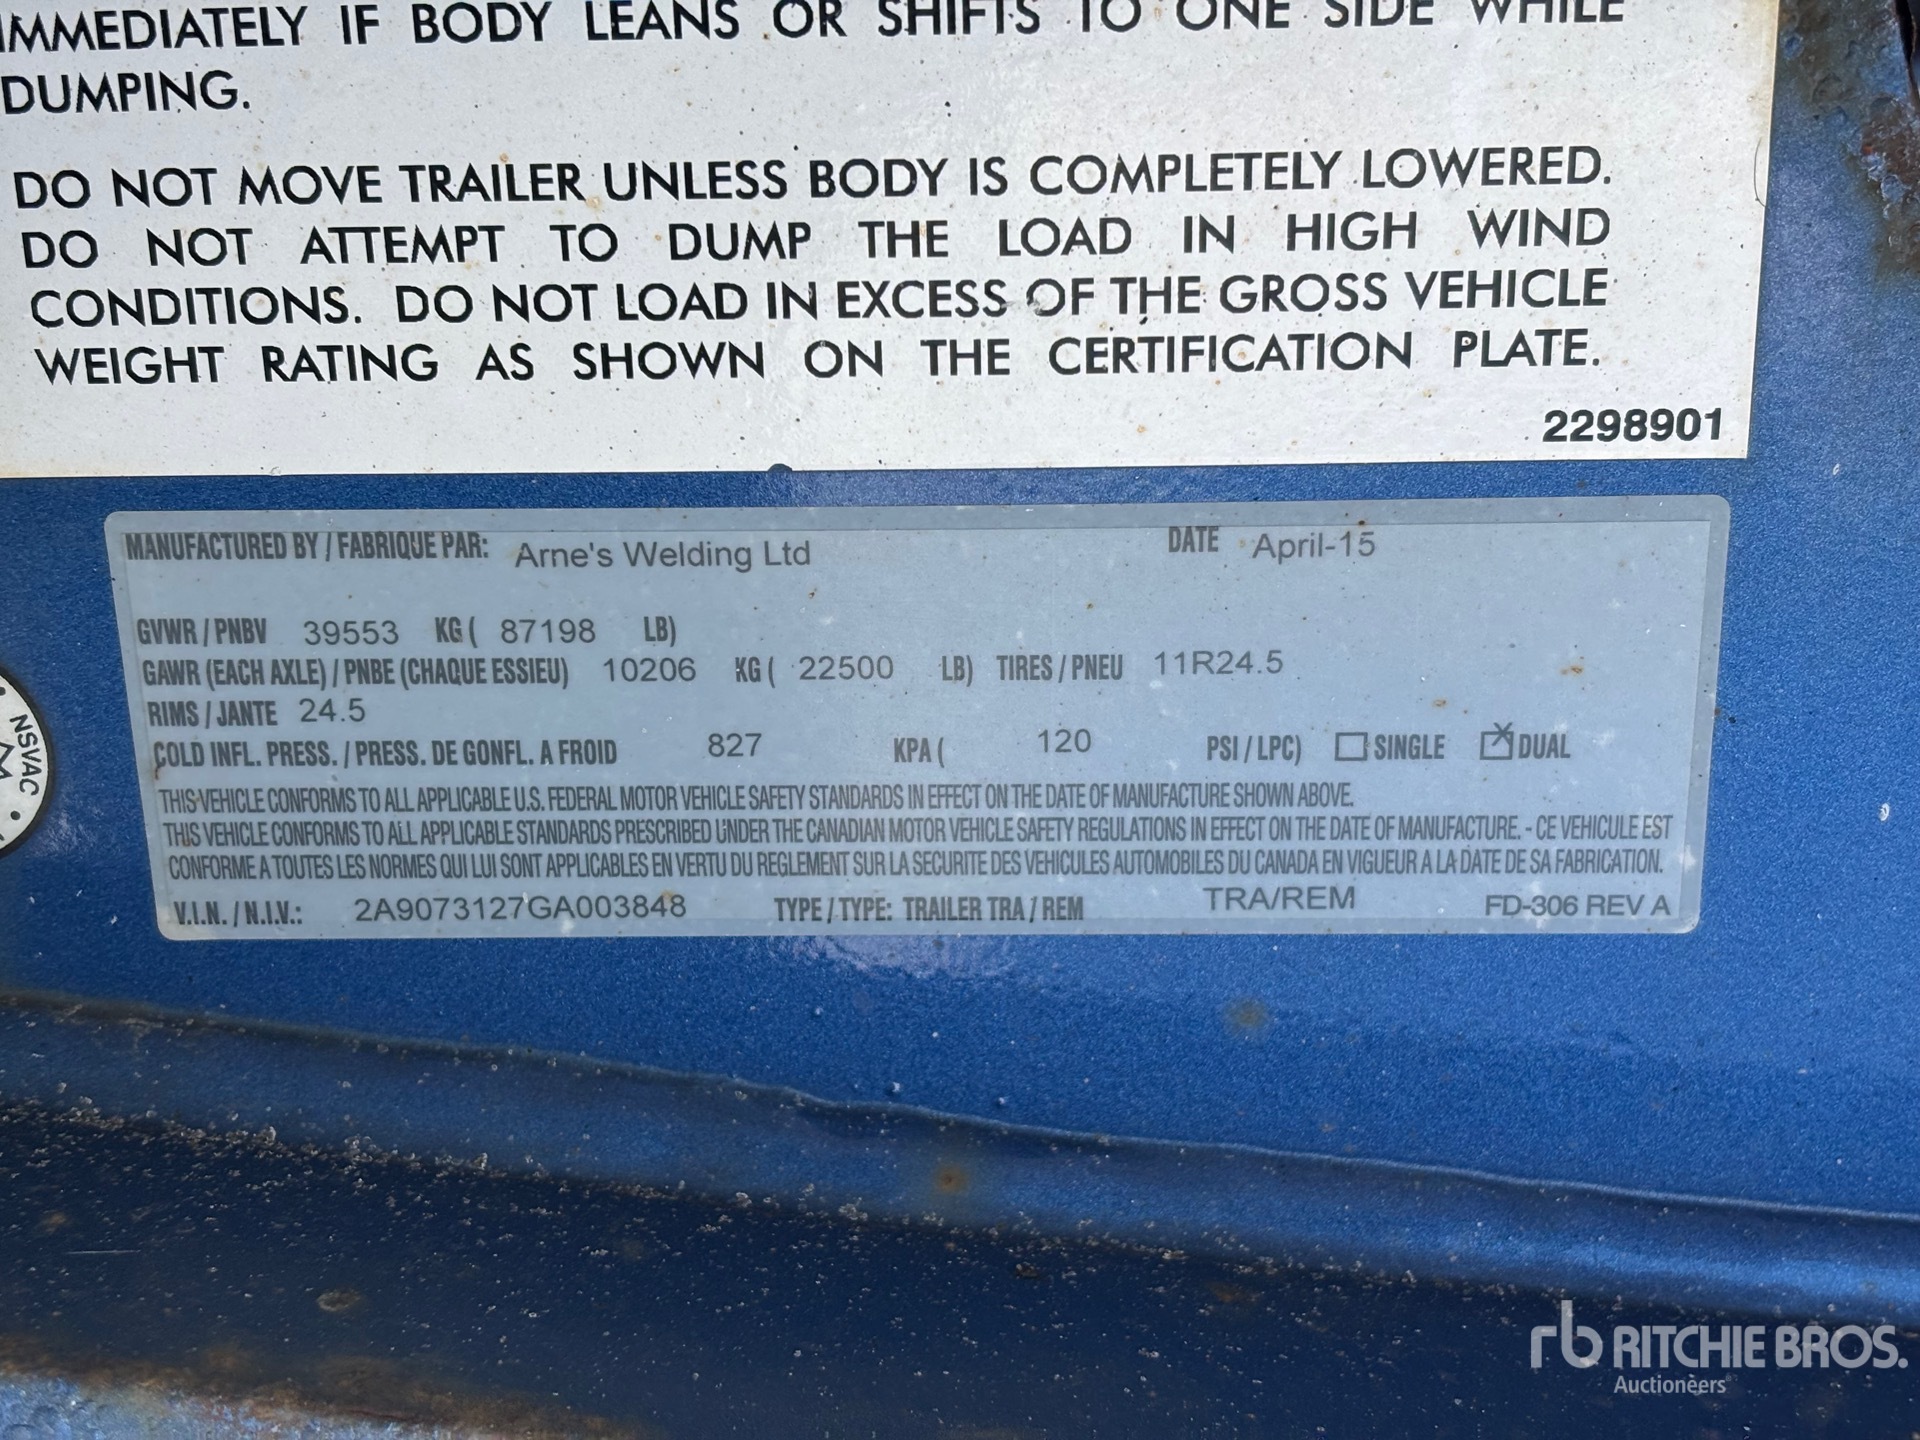 IMMEDIATELY IF BODY LEANS OR SHIFTS TO ONE SIDE WHILE
DUMPING.
DO NOT MOVE TRAILER UNLESS BODY IS COMPLETELY LOWERED.
DO NOT ATTEMPT TO DUMP THE LOAD IN HIGH WIND
CONDITIONS. DO NOT LOAD IN EXCESS OF THE GROSS VEHICLE
WEIGHT RATING AS SHOWN ON THE CERTIFICATION PLATE.
2298901
MANUFACTURED BY / FABRIQUE PAR: Arne's Welding Ltd DATE April-15
GVWR / PNBV 39553 KG ( 87198 LB)
GAWR (EACH AXLE) / PNBE (CHAQUE ESSIEU) 10206 KG ( 22500 LB) TIRES / PNEU 11R24.5
RIMS / JANTE 24.5
COLD INFL. PRESS. / PRESS. DE GONFL. A FROID 827 KPA ( 120 PSI / LPC) SINGLE DUAL
THIS VEHICLE CONFORMS TO ALL APPLICABLE U.S. FEDERAL MOTOR VEHICLE SAFETY STANDARDS IN EFFECT ON THE DATE OF MANUFACTURE SHOWN ABOVE.
THIS VEHICLE CONFORMS TO ALL APPLICABLE STANDARDS PRESCRIBED UNDER THE CANADIAN MOTOR VEHICLE SAFETY REGULATIONS IN EFFECT ON THE DATE OF MANUFACTURE. - CE VEHICULE EST
CONFORME A TOUTES LES NORMES QUI LUI SONT APPLICABLES EN VERTU DU REGLEMENT SUR LA SECURITE DES VEHICULES AUTOMOBILES DU CANADA EN VIGUEUR A LA DATE DE SA FABRICATION.
V.I.N. / N.I.V.: 2A9073127GA003848 TYPE / TYPE: TRAILER TRA / REM TRA/REM FD-306 REV A
NSVAC
rb RITCHIE BROS.
Auctioneers